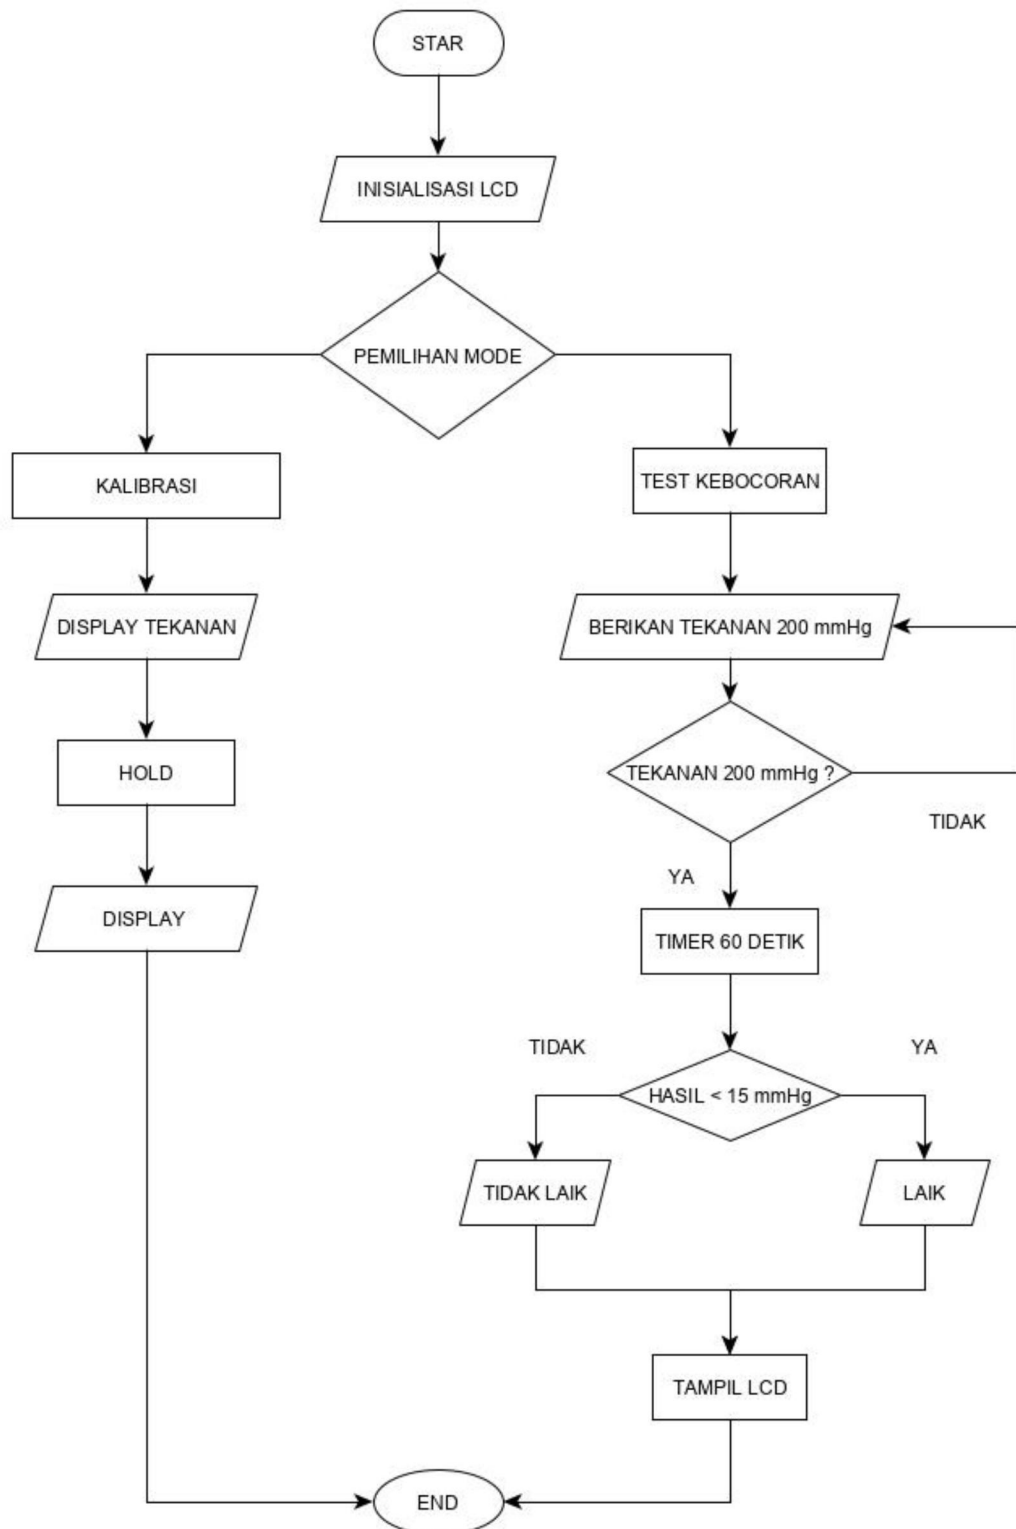 STAR
INISIALISASI LCD
PEMILIHAN MODE
KALIBRASI
DISPLAY TEKANAN
HOLD
DISPLAY
TEST KEBOCORAN
BERIKAN TEKANAN 200 mmHg
TEKANAN 200 mmHg ?
TIDAK
YA
TIMER 60 DETIK
TIDAK
YA
HASIL < 15 mmHg
TIDAK LAIK
LAIK
TAMPIL LCD
END